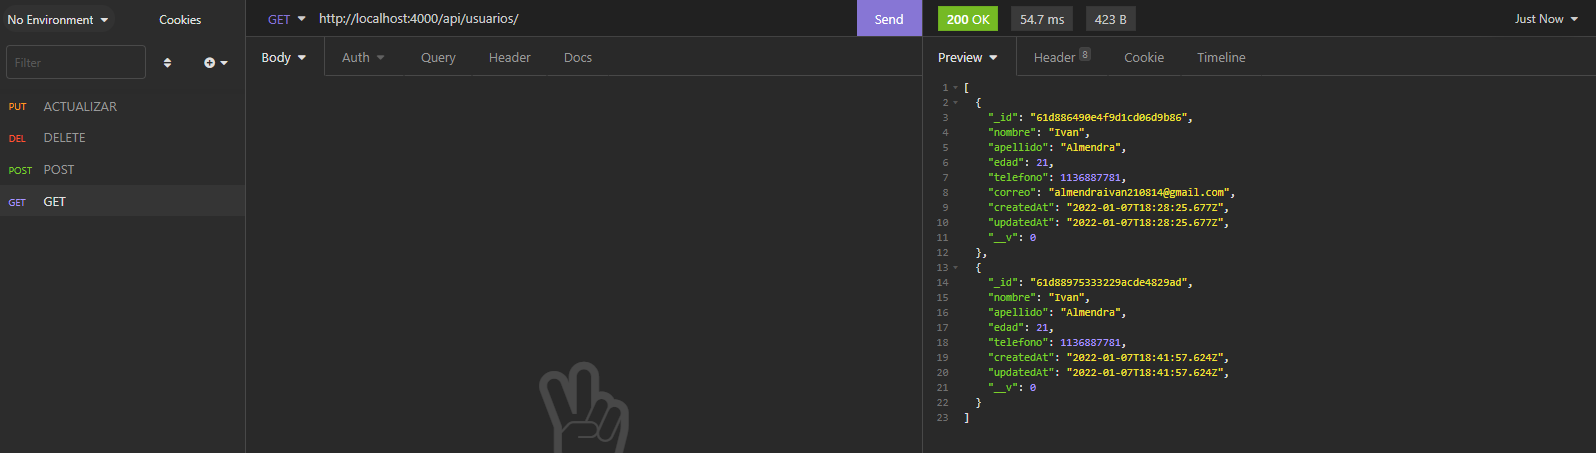 No Environment
Cookies
GET
http://localhost:4000/api/usuarios/
Send
200 OK
54.7 ms
423 B
Just Now
Filter
Body
Auth
Query
Header
Docs
Preview
Header 8
Cookie
Timeline
PUT ACTUALIZAR
DEL DELETE
POST POST
GET GET
1 [
2 {
3 "_id": "61d886490e4f9d1cd06d9b86",
4 "nombre": "Ivan",
5 "apellido": "Almendra",
6 "edad": 21,
7 "telefono": 1136887781,
8 "correo": "almendraivan210814@gmail.com",
9 "createdAt": "2022-01-07T18:28:25.677Z",
10 "updatedAt": "2022-01-07T18:28:25.677Z",
11 "__v": 0
12 },
13 {
14 "_id": "61d88975333229acde4829ad",
15 "nombre": "Ivan",
16 "apellido": "Almendra",
17 "edad": 21,
18 "telefono": 1136887781,
19 "createdAt": "2022-01-07T18:41:57.624Z",
20 "updatedAt": "2022-01-07T18:41:57.624Z",
21 "__v": 0
22 }
23 ]